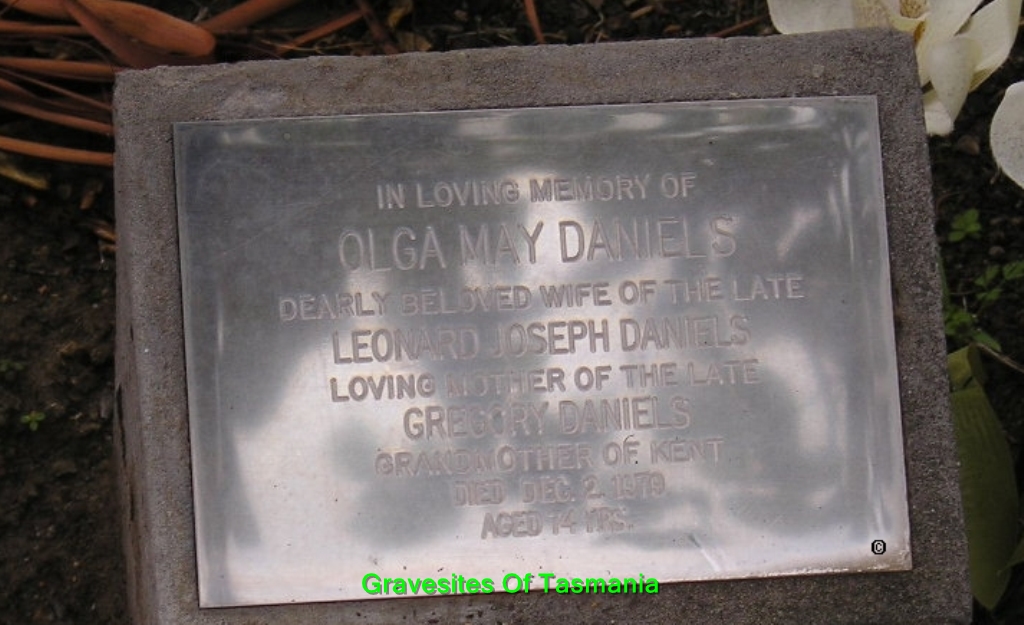 IN LOVING MEMORY OF
OLGA MAY DANIELS
DEARLY BELOVED WIFE OF THE LATE
LEONARD JOSEPH DANIELS
LOVING MOTHER OF THE LATE
GREGORY DANIELS
GRANDMOTHER OF KENT
DIED DEC. 2. 1979
AGED 74 YRS.
©
Gravesites Of Tasmania